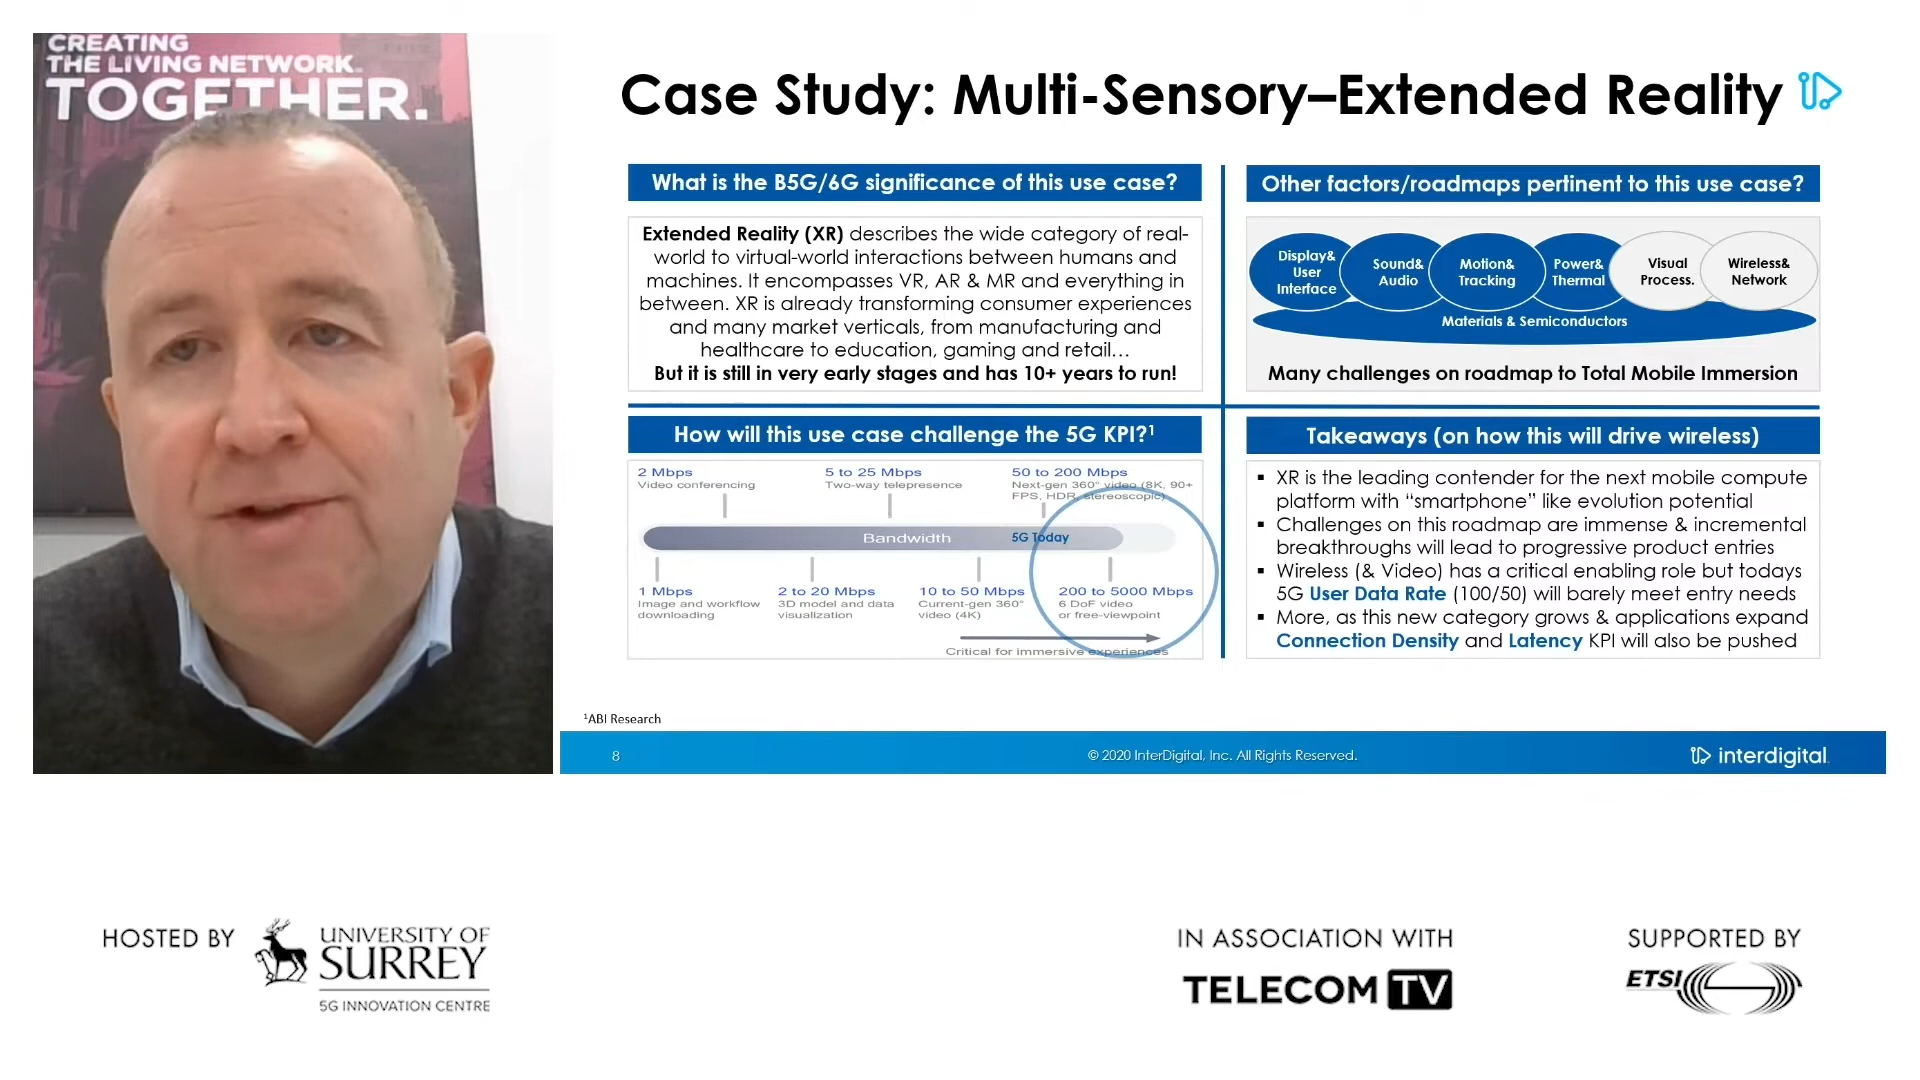 CREATING
THE LIVING NETWORK
TOGETHER.
Case Study: Multi-Sensory–Extended Reality
What is the B5G/6G significance of this use case?
Extended Reality (XR) describes the wide category of real-
world to virtual-world interactions between humans and
machines. It encompasses VR, AR & MR and everything in
between. XR is already transforming consumer experiences
and many market verticals, from manufacturing and
healthcare to education, gaming and retail…
But it is still in very early stages and has 10+ years to run!
Other factors/roadmaps pertinent to this use case?
Display&
User
Interface
Sound&
Audio
Motion&
Tracking
Power&
Thermal
Visual
Process.
Wireless&
Network
Materials & Semiconductors
Many challenges on roadmap to Total Mobile Immersion
How will this use case challenge the 5G KPI?¹
2 Mbps
Video conferencing
5 to 25 Mbps
Two-way telepresence
50 to 200 Mbps
Next-gen 360° video (8K, 90+
FPS, HDR, stereoscopic)
Bandwidth
5G Today
1 Mbps
Image and workflow
downloading
2 to 20 Mbps
3D model and data
visualization
10 to 50 Mbps
Current-gen 360°
video (4K)
200 to 5000 Mbps
6 DoF video
or free-viewpoint
Critical for immersive experiences
Takeaways (on how this will drive wireless)
▪ XR is the leading contender for the next mobile compute
platform with “smartphone” like evolution potential
▪ Challenges on this roadmap are immense & incremental
breakthroughs will lead to progressive product entries
▪ Wireless (& Video) has a critical enabling role but todays
5G User Data Rate (100/50) will barely meet entry needs
▪ More, as this new category grows & applications expand
Connection Density and Latency KPI will also be pushed
¹ABI Research
8
© 2020 InterDigital, Inc. All Rights Reserved.
interdigital
HOSTED BY
UNIVERSITY OF
SURREY
5G INNOVATION CENTRE
IN ASSOCIATION WITH
TELECOM TV
SUPPORTED BY
ETSI